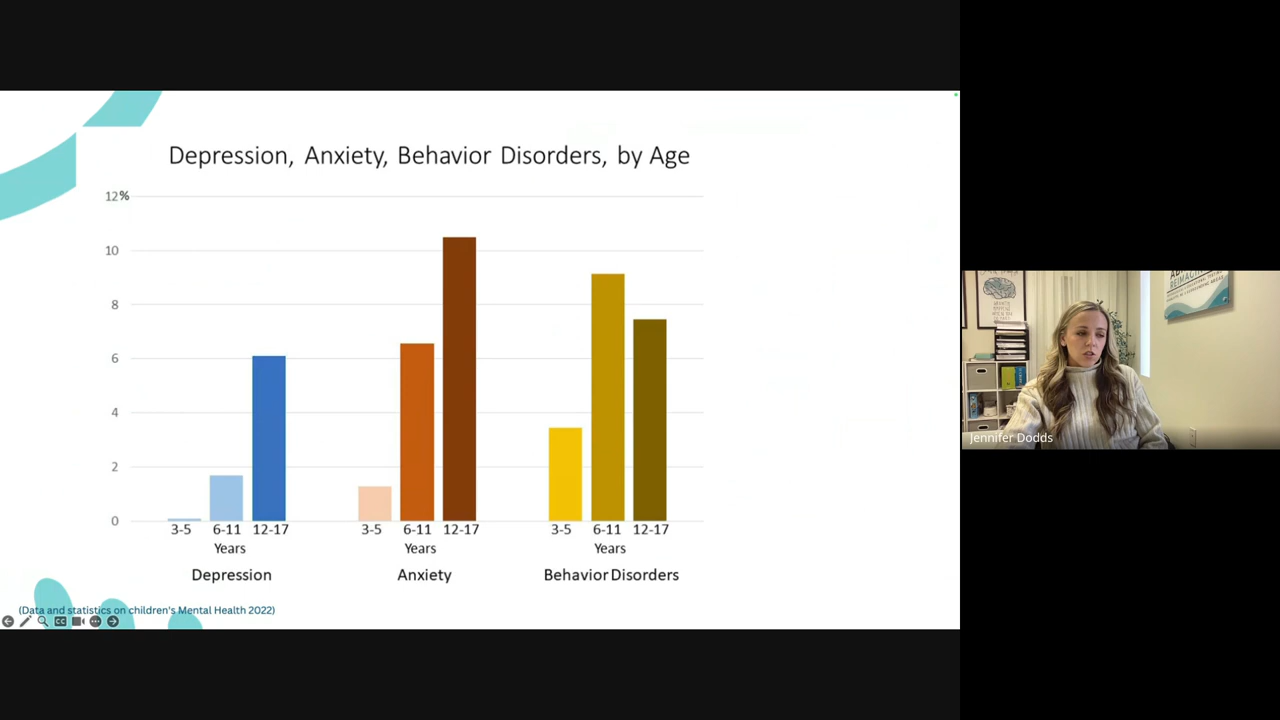 Depression, Anxiety, Behavior Disorders, by Age
12%
10
8
6
4
2
0
3-5 6-11 12-17 3-5 6-11 12-17 3-5 6-11 12-17
Years Years Years
Depression Anxiety Behavior Disorders
(Data and statistics on children's Mental Health 2022)
CC
Jennifer Dodds